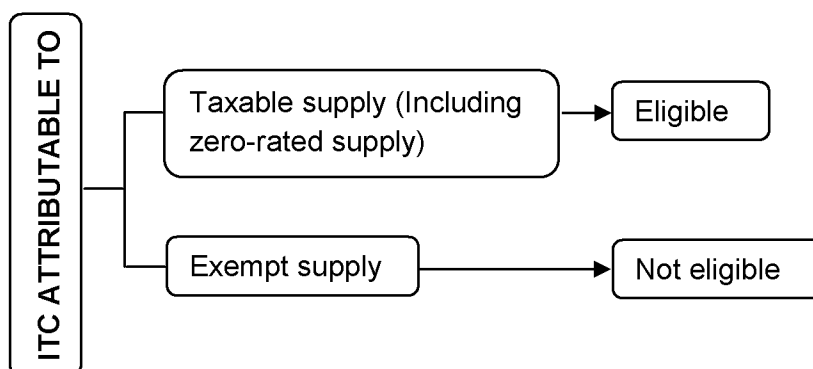 ITC ATTRIBUTABLE TO
Taxable supply (Including
zero-rated supply)
Eligible
Exempt supply
Not eligible